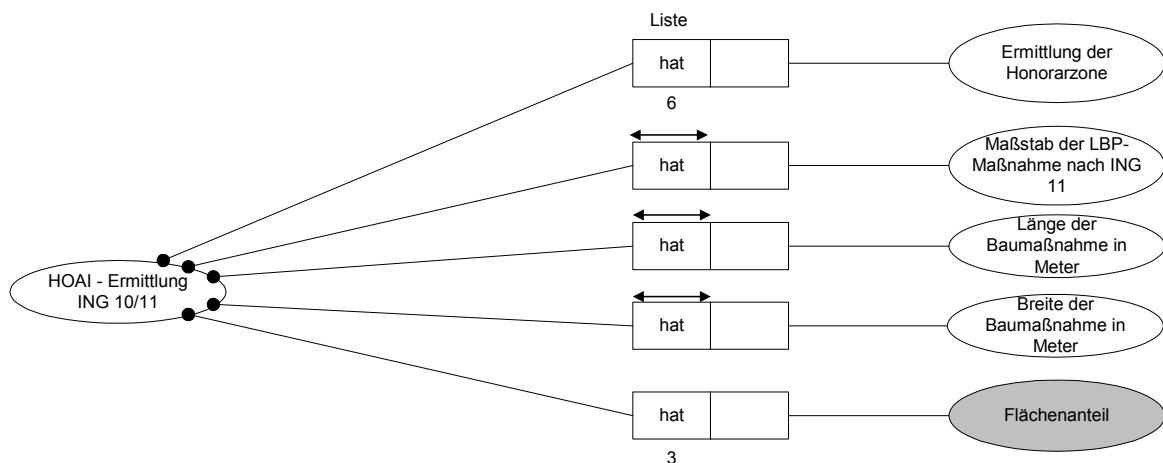 Liste
hat
Ermittlung der
Honorarzone
6
hat
Maßstab der LBP-
Maßnahme nach ING
11
hat
Länge der
Baumaßnahme in
Meter
HOAI - Ermittlung
ING 10/11
hat
Breite der
Baumaßnahme in
Meter
hat
Flächenanteil
3